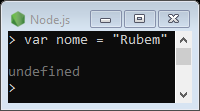 Node.js
> var nome = "Rubem"
undefined
>